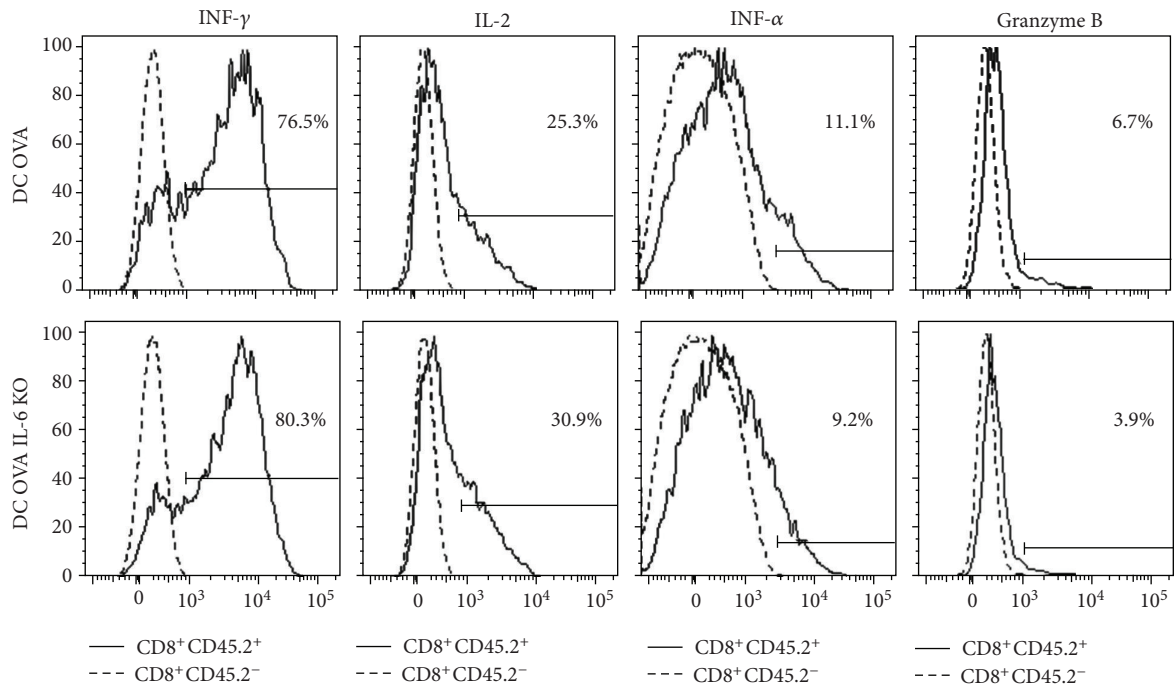 INF-γ IL-2 INF-α Granzyme B
DC OVA
100
80
60
40
20
0
76.5% 25.3% 11.1% 6.7%
DC OVA IL-6 KO
100
80
60
40
20
0
80.3% 30.9% 9.2% 3.9%
0 10³ 10⁴ 10⁵ 0 10³ 10⁴ 10⁵ 0 10³ 10⁴ 10⁵ 0 10³ 10⁴ 10⁵
CD8⁺CD45.2⁺ CD8⁺CD45.2⁺ CD8⁺CD45.2⁺ CD8⁺CD45.2⁺
CD8⁺CD45.2⁻ CD8⁺CD45.2⁻ CD8⁺CD45.2⁻ CD8⁺CD45.2⁻